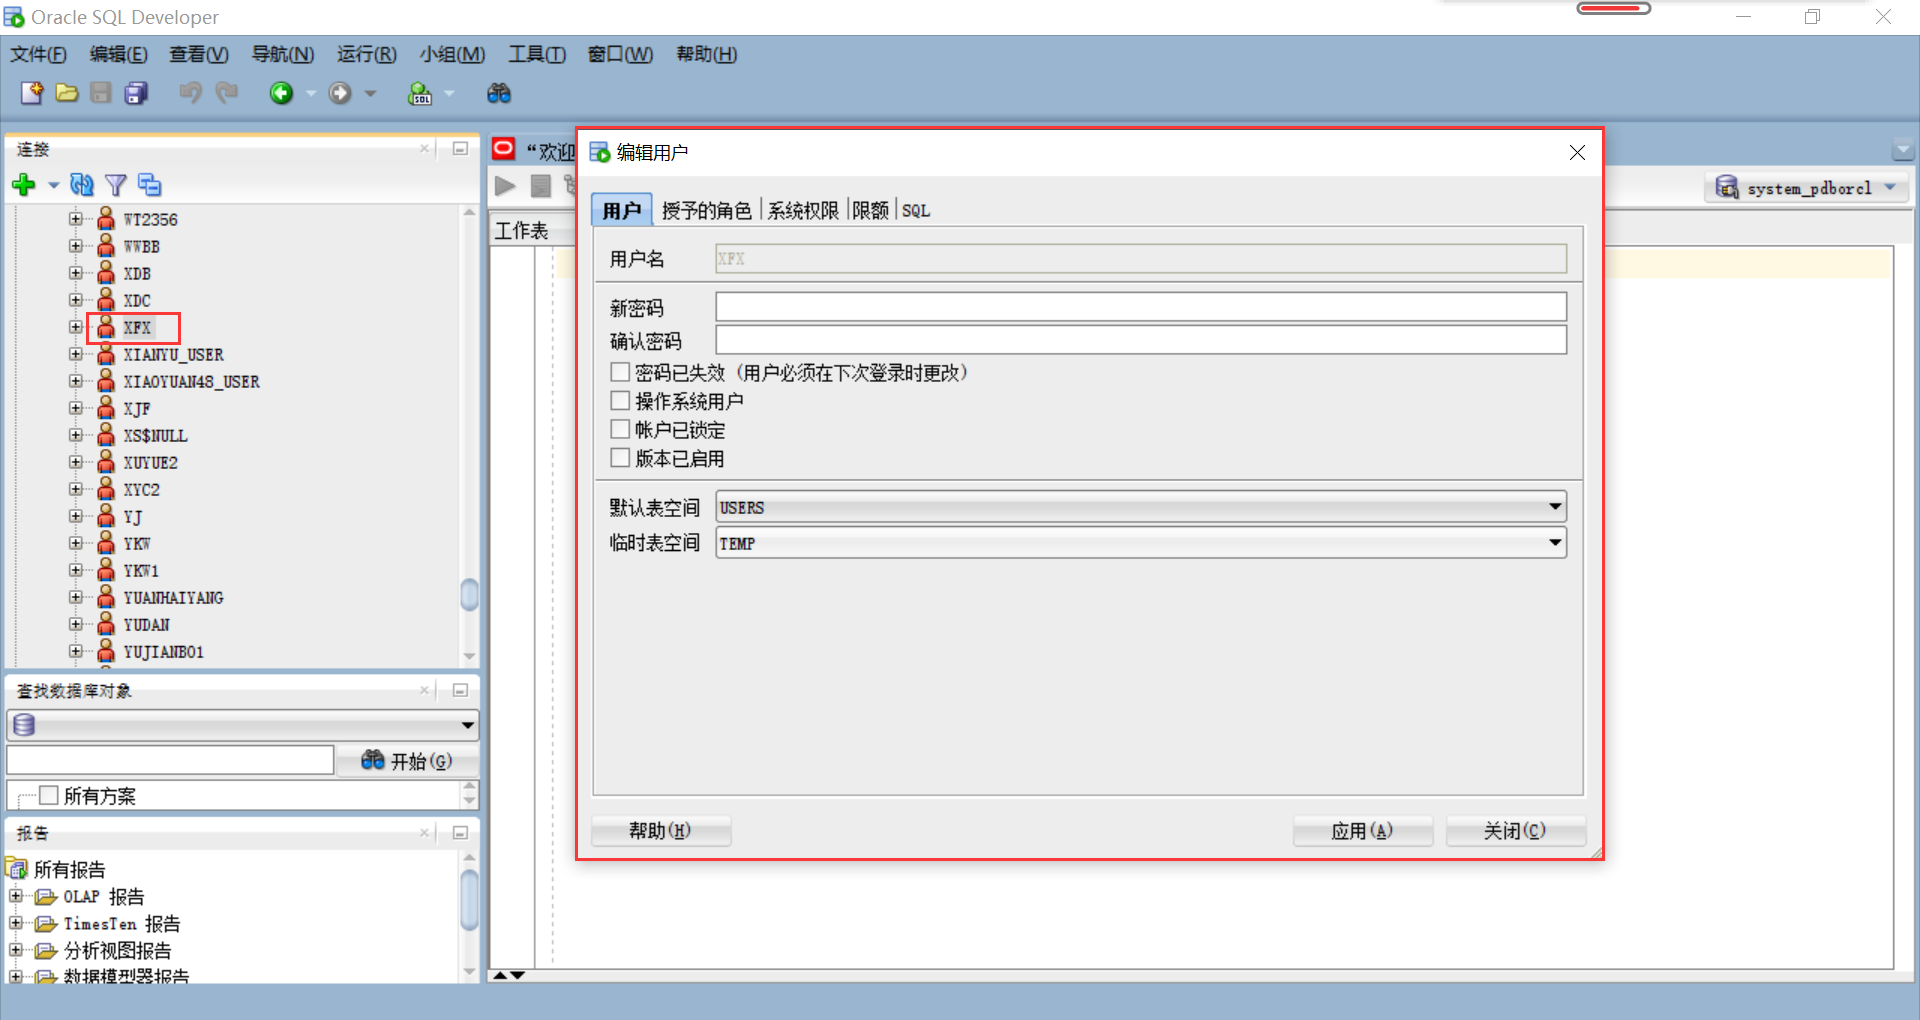 Oracle SQL Developer
文件(F) 编辑(E) 查看(V) 导航(N) 运行(R) 小组(M) 工具(T) 窗口(W) 帮助(H)
连接
WT2356
WWBB
XDB
XDC
XFX
XIANYU_USER
XIAOYUAN48_USER
XJF
XS$NULL
XUYUE2
XYC2
YJ
YKW
YKW1
YUANHAIYANG
YUDAN
YUJIANBO1
查找数据库对象
开始(G)
所有方案
报告
所有报告
OLAP 报告
TimesTen 报告
分析视图报告
数据模型器报告
“欢迎
system_pdborcl
工作表
编辑用户
用户 授予的角色 系统权限 限额 SQL
用户名 XFX
新密码
确认密码
密码已失效 (用户必须在下次登录时更改)
操作系统用户
帐户已锁定
版本已启用
默认表空间 USERS
临时表空间 TEMP
帮助(H) 应用(A) 关闭(C)